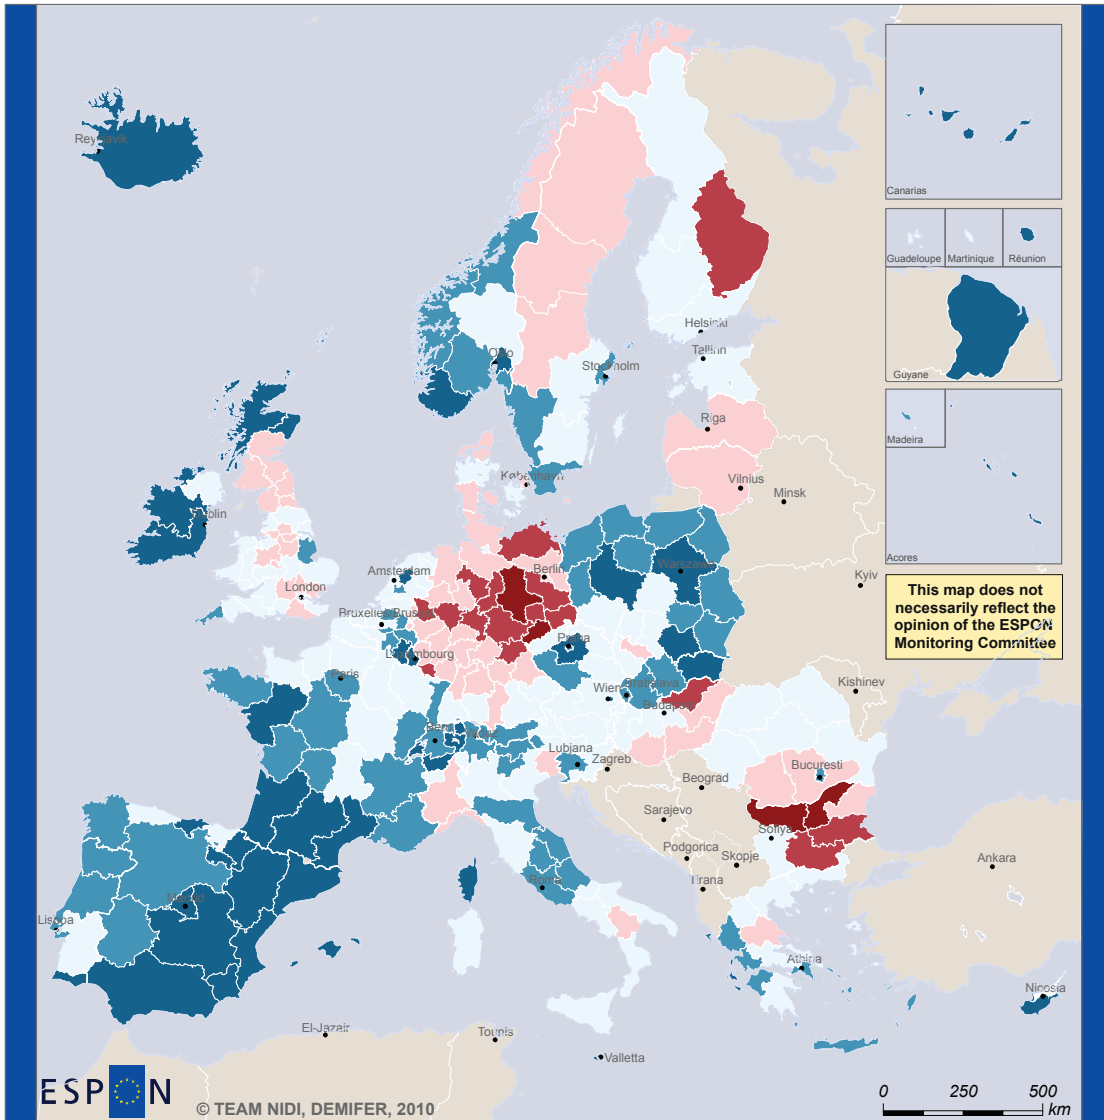 Reykjavik
Canarias
Guadeloupe
Martinique
Réunion
Guyane
Madeira
Acores
This map does not
necessarily reflect the
opinion of the ESPON
Monitoring Committee
Helsinki
Tallinn
Oslo
Stockholm
Riga
Vilnius
Minsk
København
Dublin
Amsterdam
Berlin
Warszawa
London
Kyiv
Bruxelles/Brussel
Praha
Luxembourg
Paris
Kishinev
Wien
Bratislava
Budapest
Bern
Vaduz
Lubjana
Zagreb
Bucuresti
Beograd
Sarajevo
Sofiya
Podgorica
Skopje
Ankara
Tirana
Roma
Madrid
Lisboa
Athina
Nicosia
El-Jazair
Tounis
Valletta
ESPON
© TEAM NIDI, DEMIFER, 2010
0 250 500
km